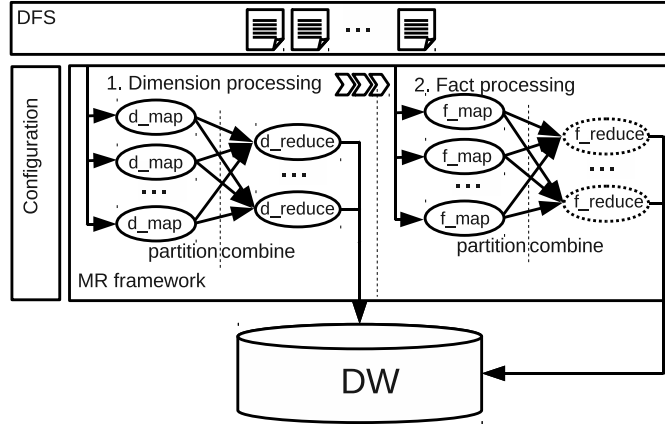 DFS
...
Configuration
1. Dimension processing
2. Fact processing
d_map
d_map
...
d_map
d_reduce
...
d_reduce
partition combine
f_map
f_map
...
f_map
f_reduce
...
f_reduce
partition combine
MR framework
DW